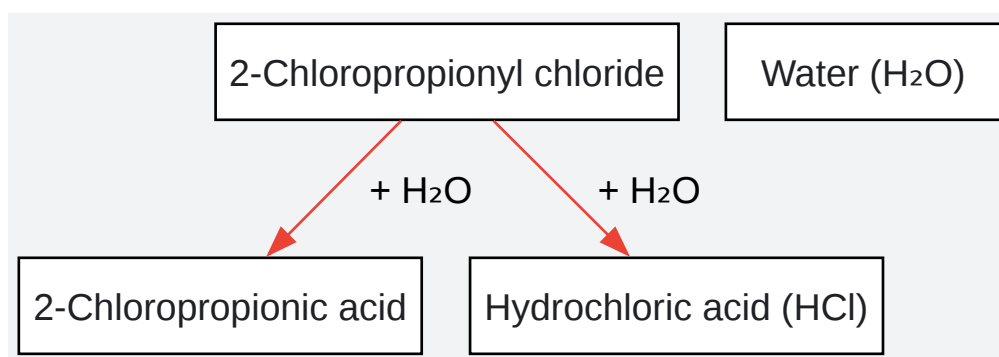 2-Chloropropionyl chloride
Water (H₂O)
+ H₂O
+ H₂O
2-Chloropropionic acid
Hydrochloric acid (HCl)